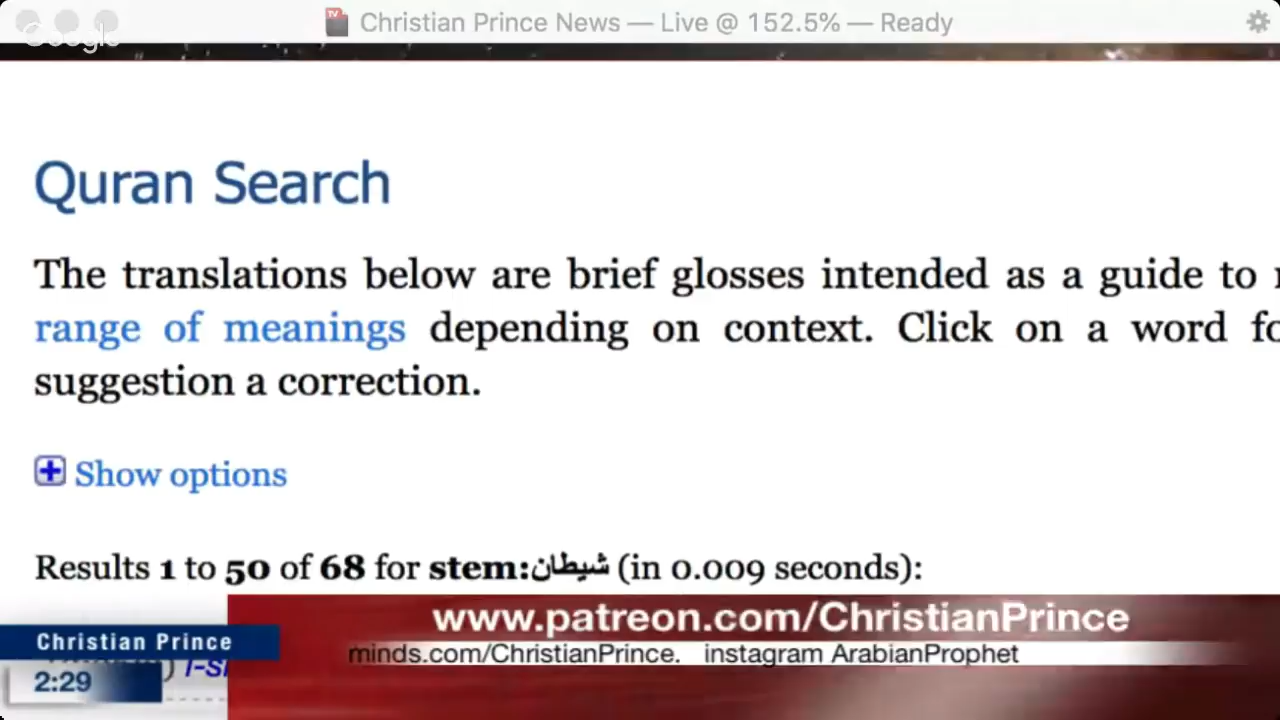 Christian Prince News — Live @ 152.5% — Ready
Google
Quran Search
The translations below are brief glosses intended as a guide to
range of meanings depending on context. Click on a word
suggestion a correction.
Show options
Results 1 to 50 of 68 for stem:شيطان (in 0.009 seconds):
www.patreon.com/ChristianPrince
Christian Prince
minds.com/ChristianPrince. instagram ArabianProphet
2:29